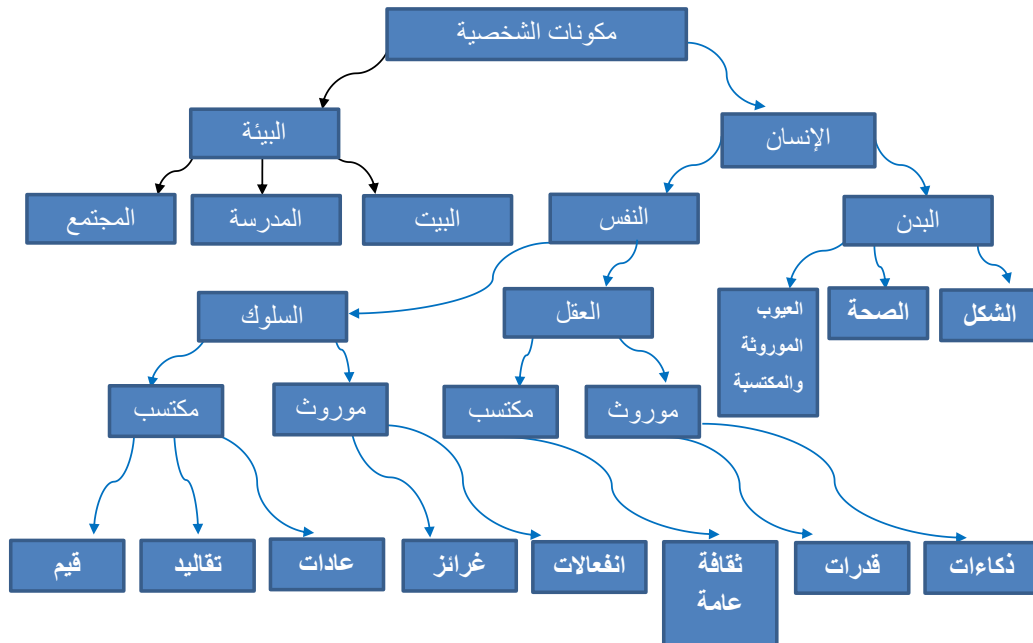 مكونات الشخصية
الإنسان
البيئة
البدن
النفس
البيت
المدرسة
المجتمع
الشكل
الصحة
العيوب
الموروثة
والمكتسبة
العقل
السلوك
موروث
مكتسب
موروث
مكتسب
ذكاءات
قدرات
ثقافة
عامة
انفعالات
غرائز
عادات
تقاليد
قيم